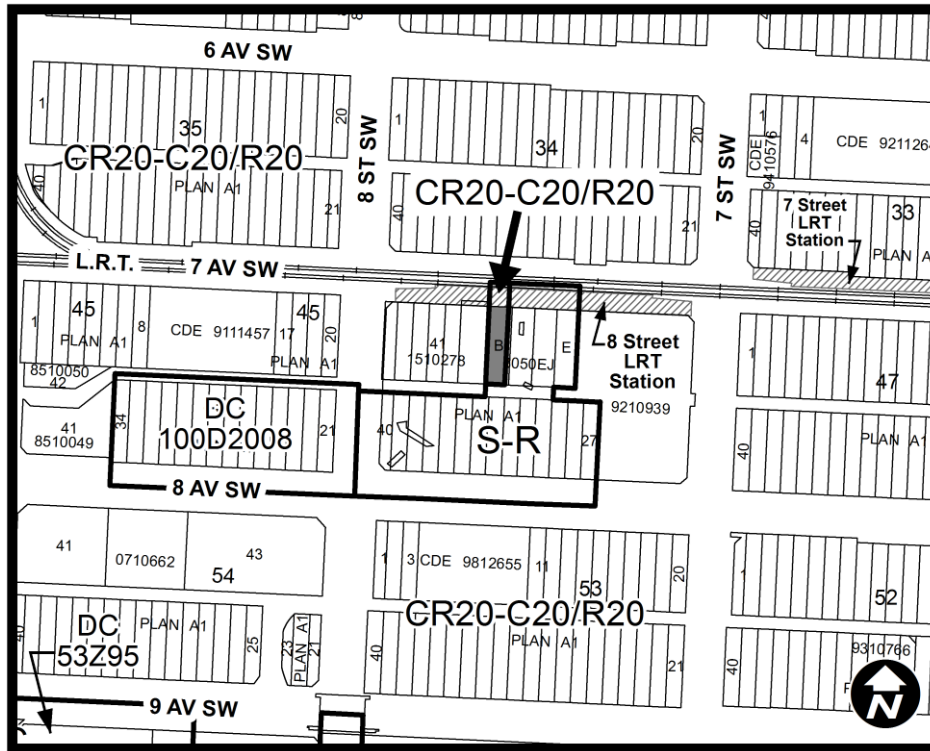 6 AV SW
1
35
20
CR20-C20/R20
40
PLAN A1
21
8 ST SW
1
34
20
CR20-C20/R20
40
21
7 ST SW
1
CDE
9410576
4
CDE 921126
7 Street
LRT
Station
33
40
PLAN A
L.R.T.
7 AV SW
1
45
PLAN A1
8
CDE 9111457
17
45
20
PLAN A1
8510050
42
41
1510278
B
050EJ
E
8 Street
LRT
Station
9210939
1
47
40
PLAN A1
41
8510049
34
DC
100D2008
21
40
PLAN A1
S-R
27
8 AV SW
41
0710662
43
54
1
3
CDE 9812655
11
53
20
1
52
40
DC
53Z95
PLAN A1
25
23
PLAN A1
21
CR20-C20/R20
40
PLAN A1
21
40
9310766
9 AV SW
N